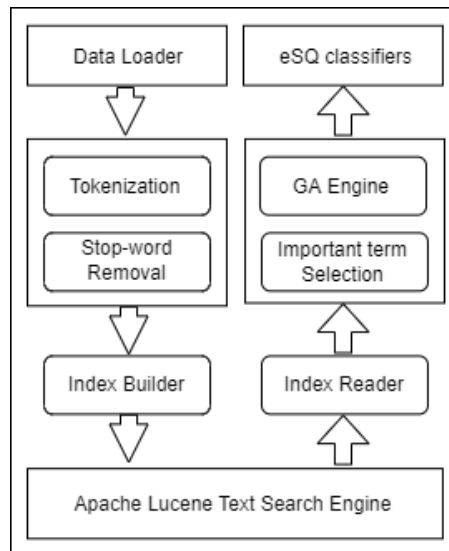 Data Loader
eSQ classifiers
Tokenization
Stop-word
Removal
GA Engine
Important term
Selection
Index Builder
Index Reader
Apache Lucene Text Search Engine